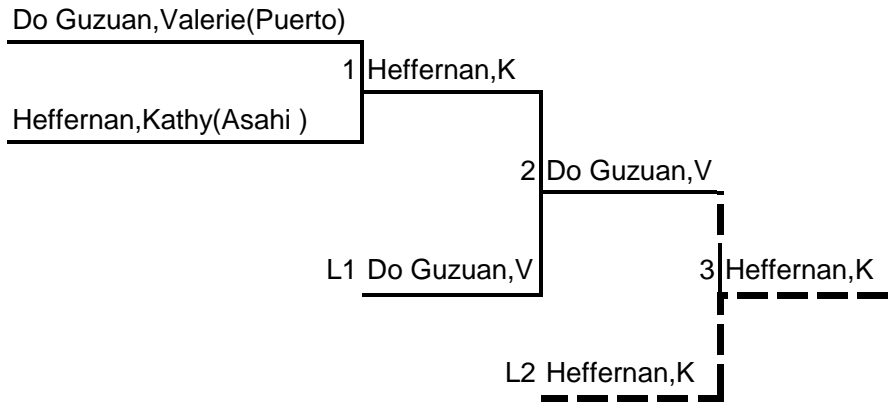 Do Guzuan,Valerie(Puerto)
1 Heffernan,K
Heffernan,Kathy(Asahi )
2 Do Guzuan,V
L1 Do Guzuan,V
3 Heffernan,K
L2 Heffernan,K